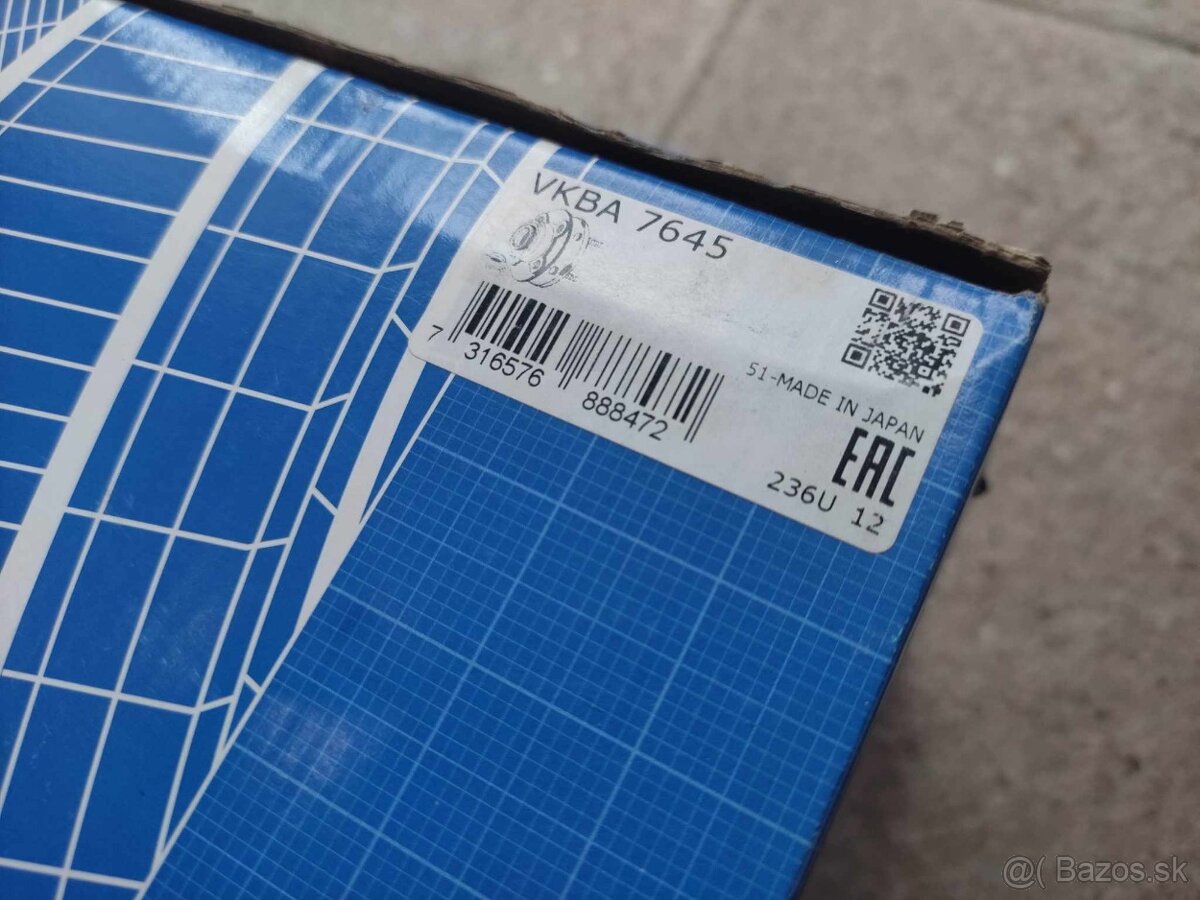 VKBA 7645
7 316576 888472
51-MADE IN JAPAN
EAC
236U 12
@( Bazos.sk